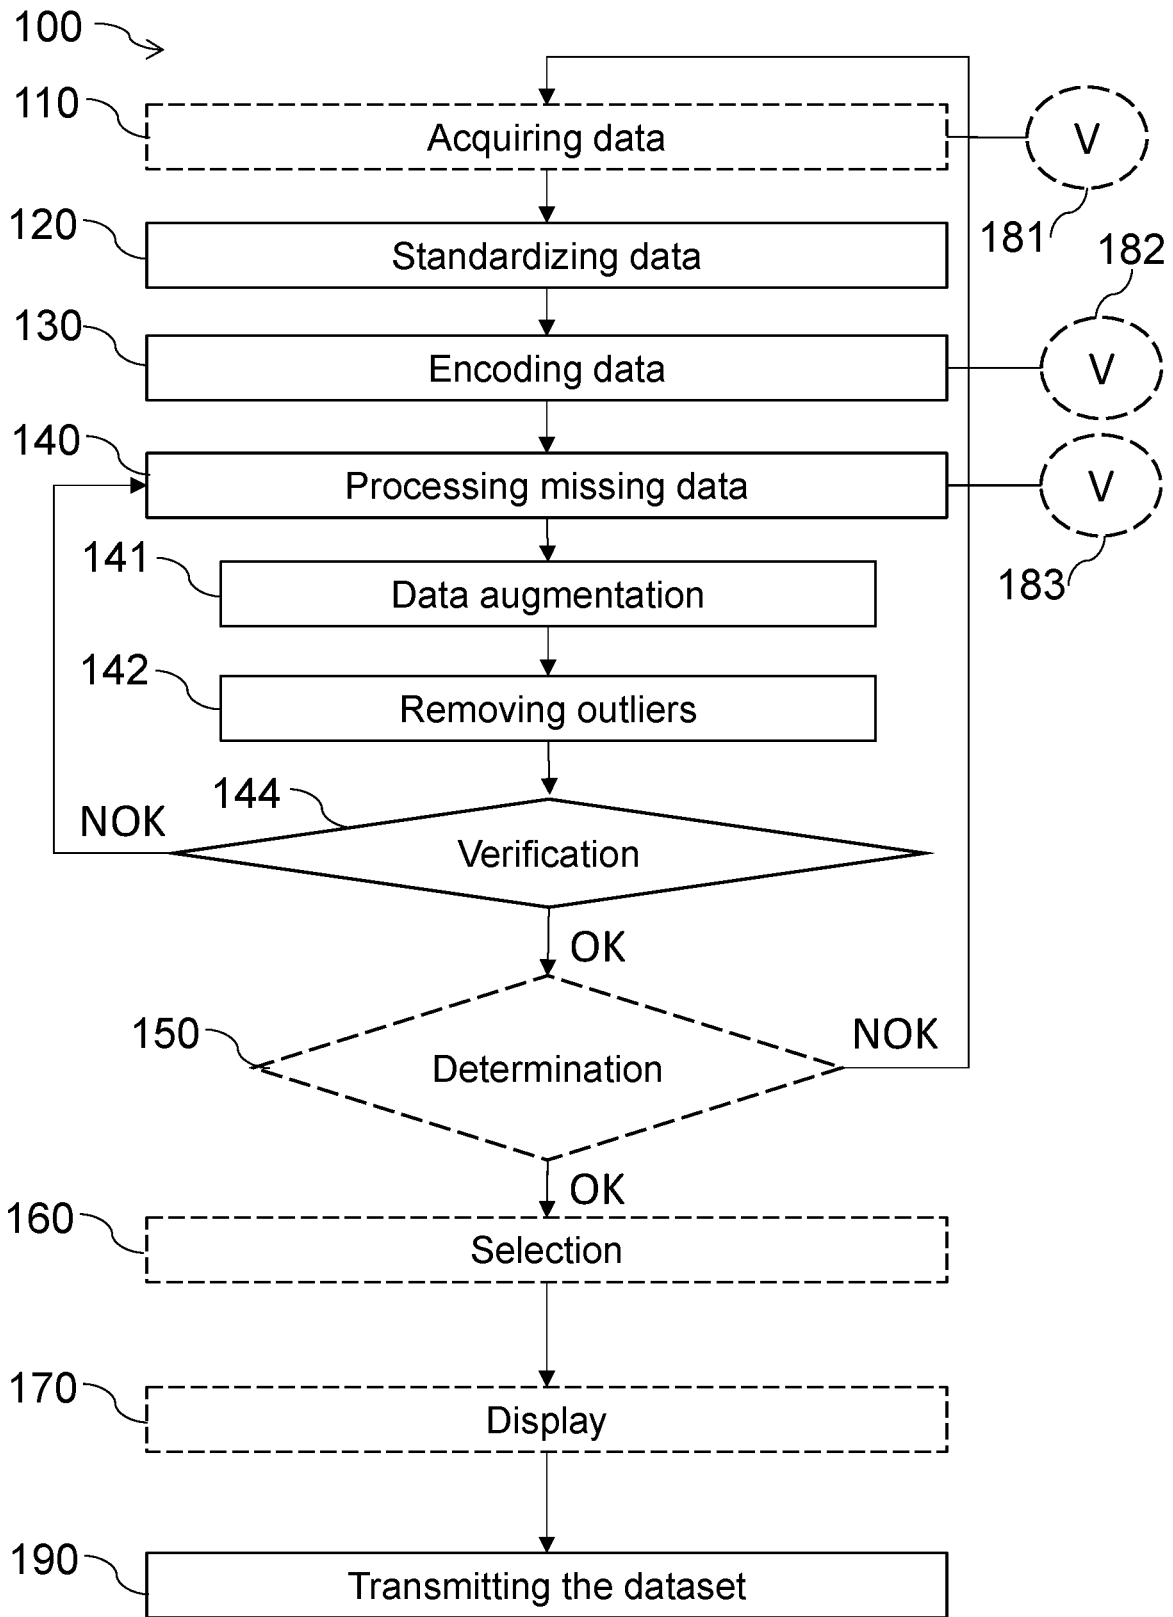 100
110
Acquiring data
V
181
120
Standardizing data
182
130
Encoding data
V
140
Processing missing data
V
183
141
Data augmentation
142
Removing outliers
144
NOK
Verification
OK
150
Determination
NOK
OK
160
Selection
170
Display
190
Transmitting the dataset